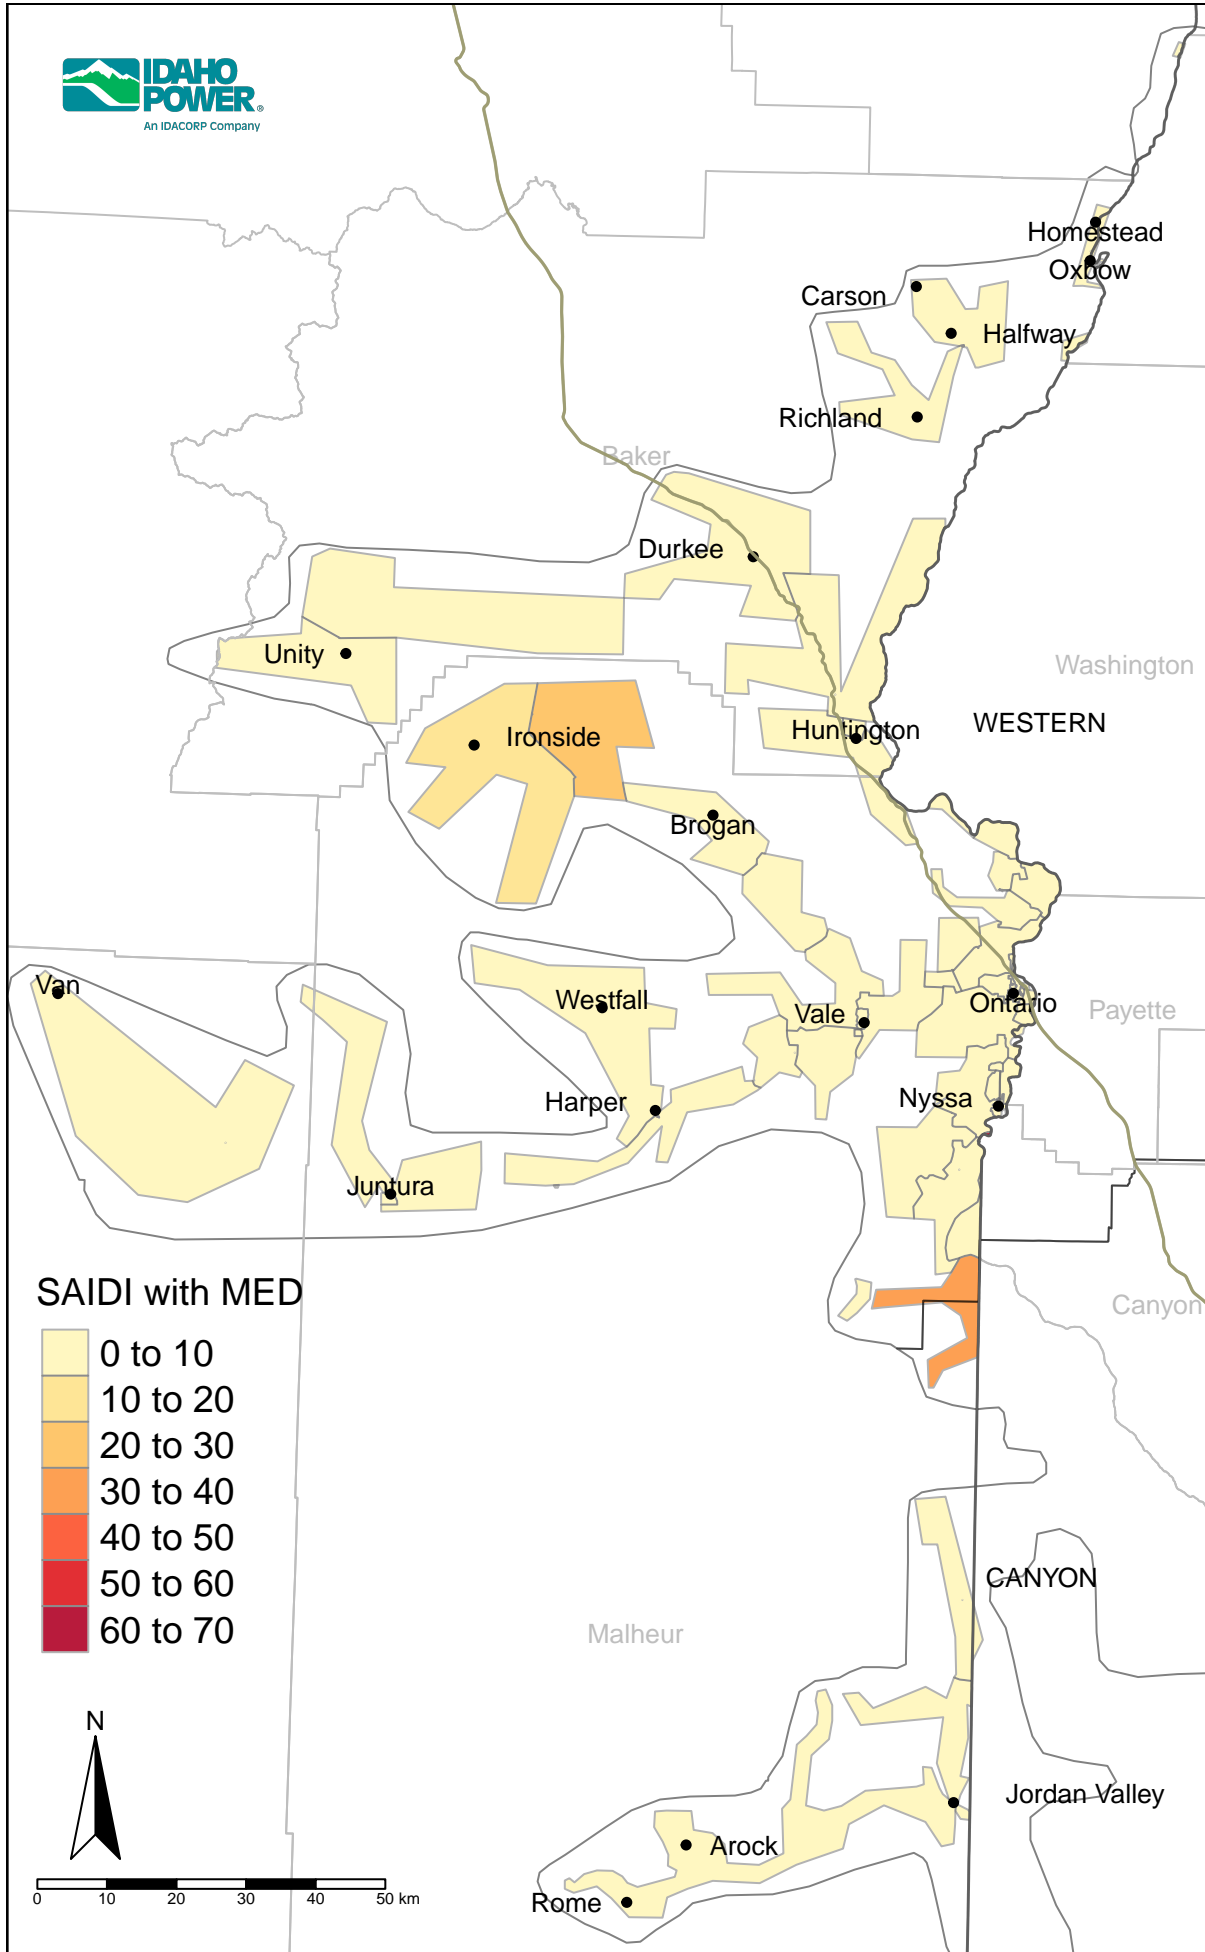 IDAHO
POWER®
An IDACORP Company
Homestead
Oxbow
Carson
Halfway
Richland
Baker
Durkee
Unity
Washington
WESTERN
Huntington
Ironside
Brogan
Van
Westfall
Vale
Ontario
Payette
Harper
Nyssa
Juntura
SAIDI with MED
0 to 10
10 to 20
20 to 30
30 to 40
40 to 50
50 to 60
60 to 70
Canyon
CANYON
Malheur
N
Jordan Valley
Arock
Rome
0 10 20 30 40 50 km